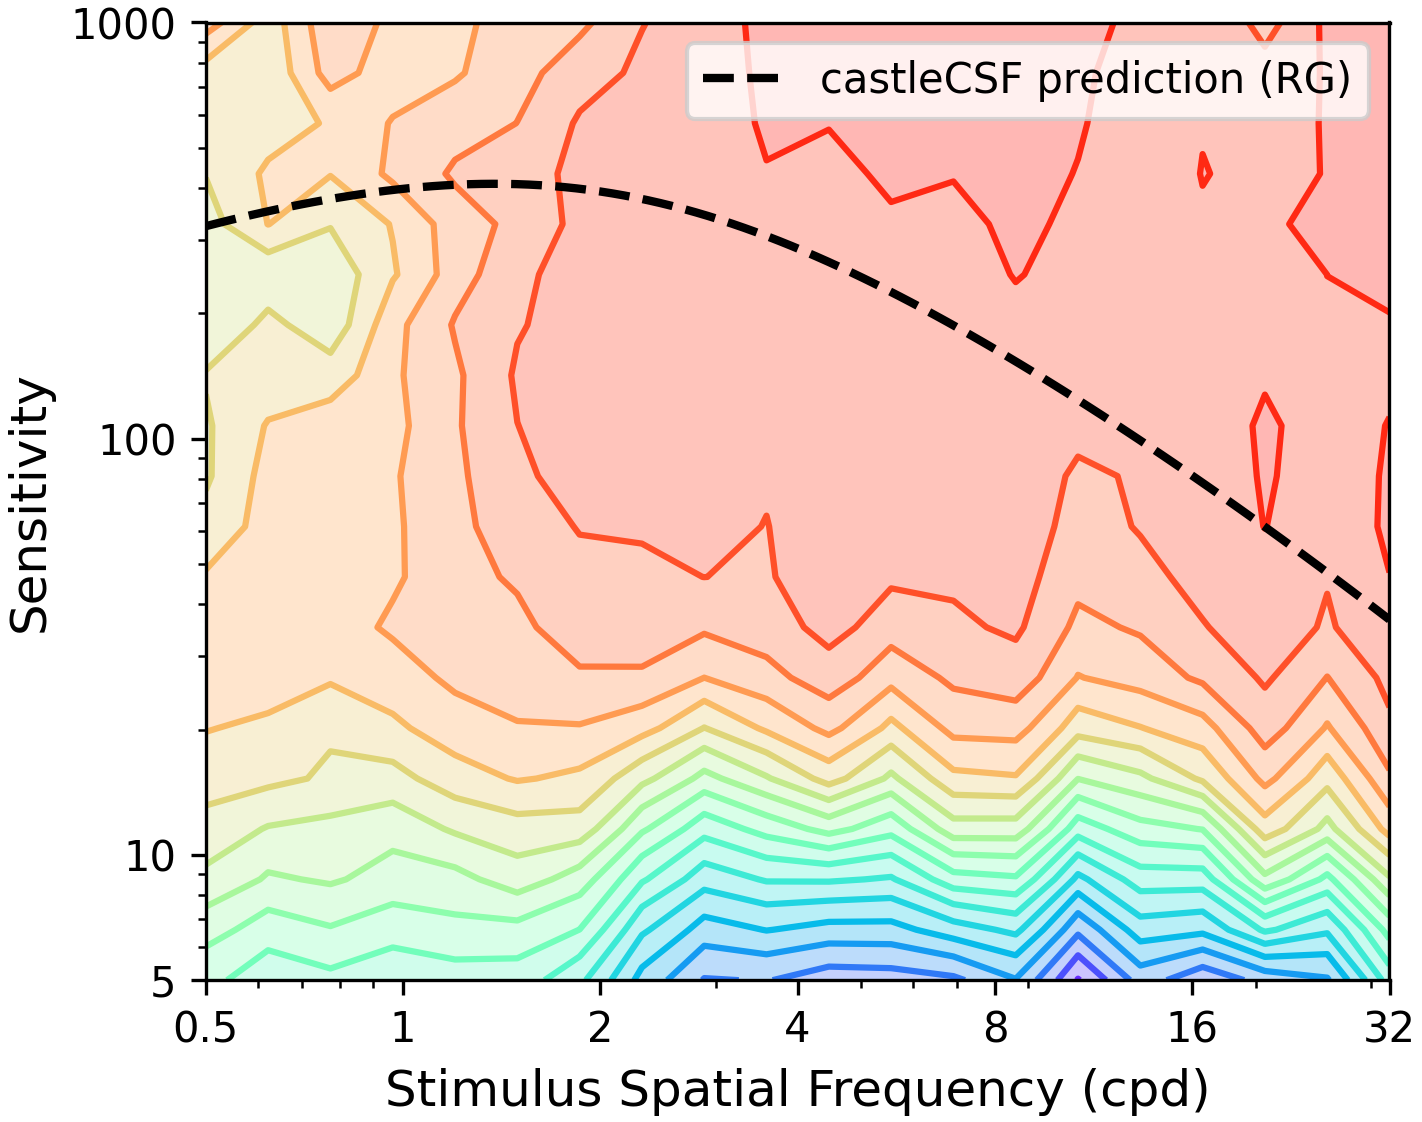 1000
castleCSF prediction (RG)
Sensitivity
100
10
5
0.5 1 2 4 8 16 32
Stimulus Spatial Frequency (cpd)